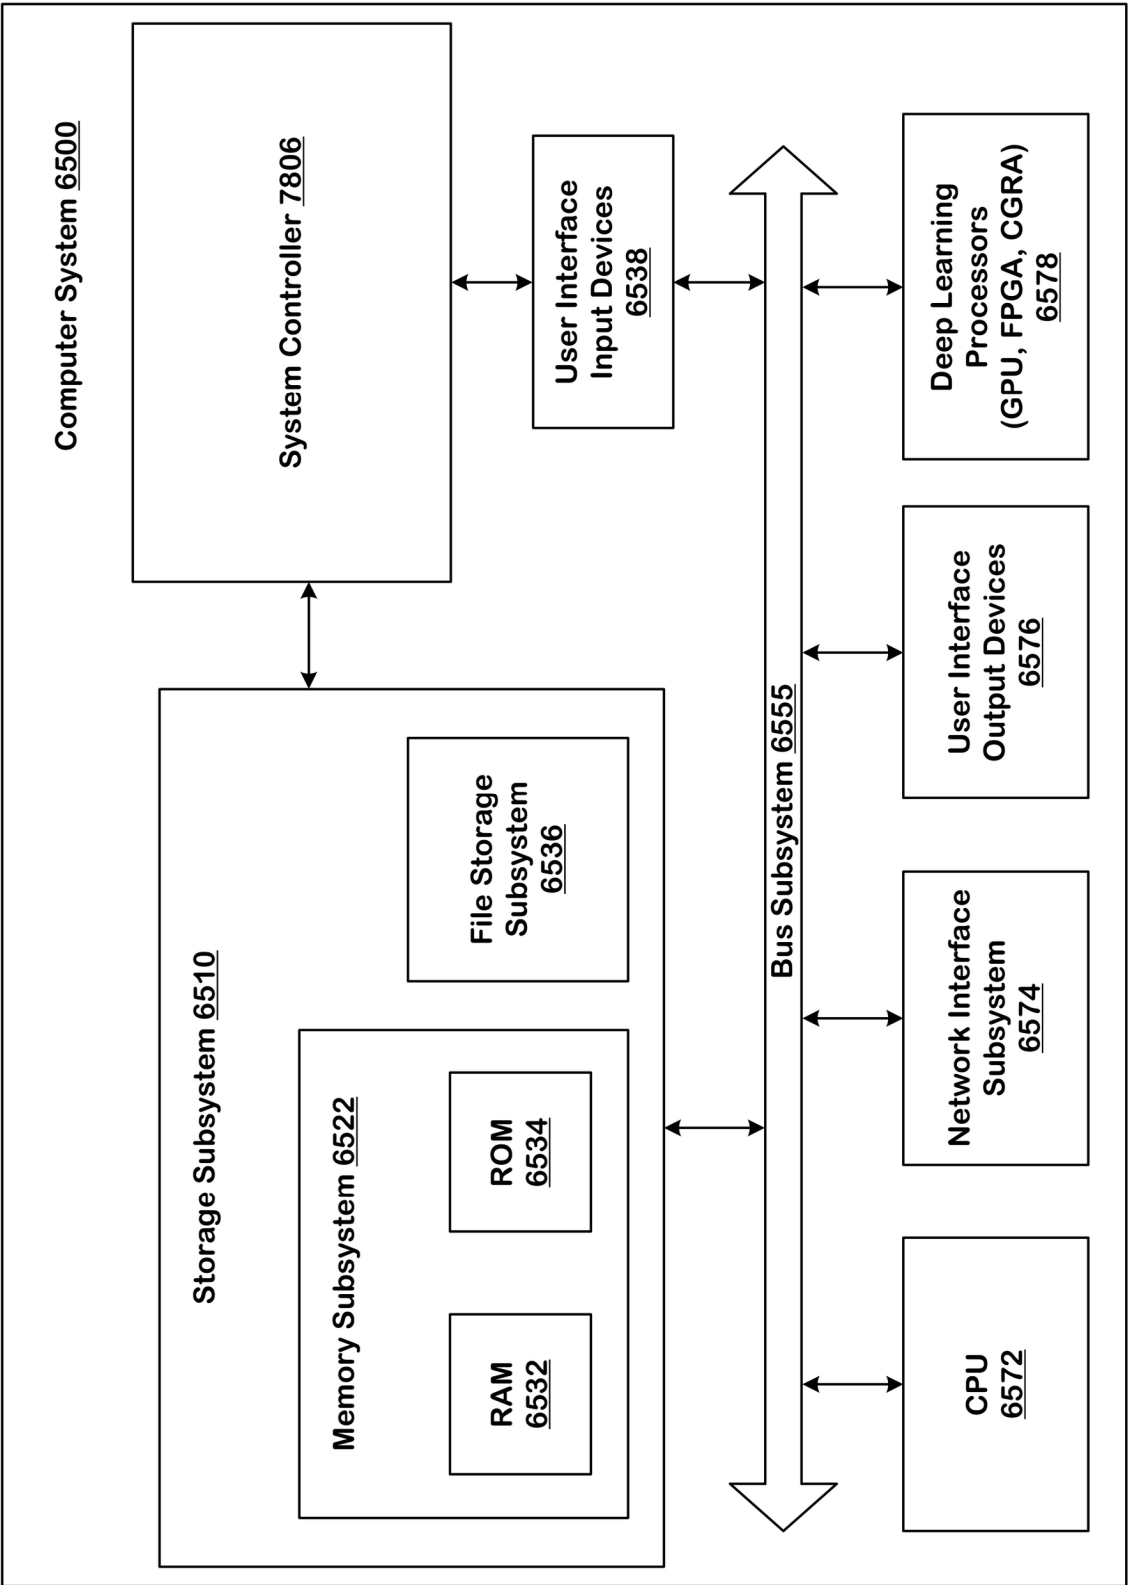 Computer System 6500
Storage Subsystem 6510
Memory Subsystem 6522
RAM
6532
ROM
6534
File Storage
Subsystem
6536
System Controller 7806
User Interface
Input Devices
6538
Bus Subsystem 6555
CPU
6572
Network Interface
Subsystem
6574
User Interface
Output Devices
6576
Deep Learning
Processors
(GPU, FPGA, CGRA)
6578